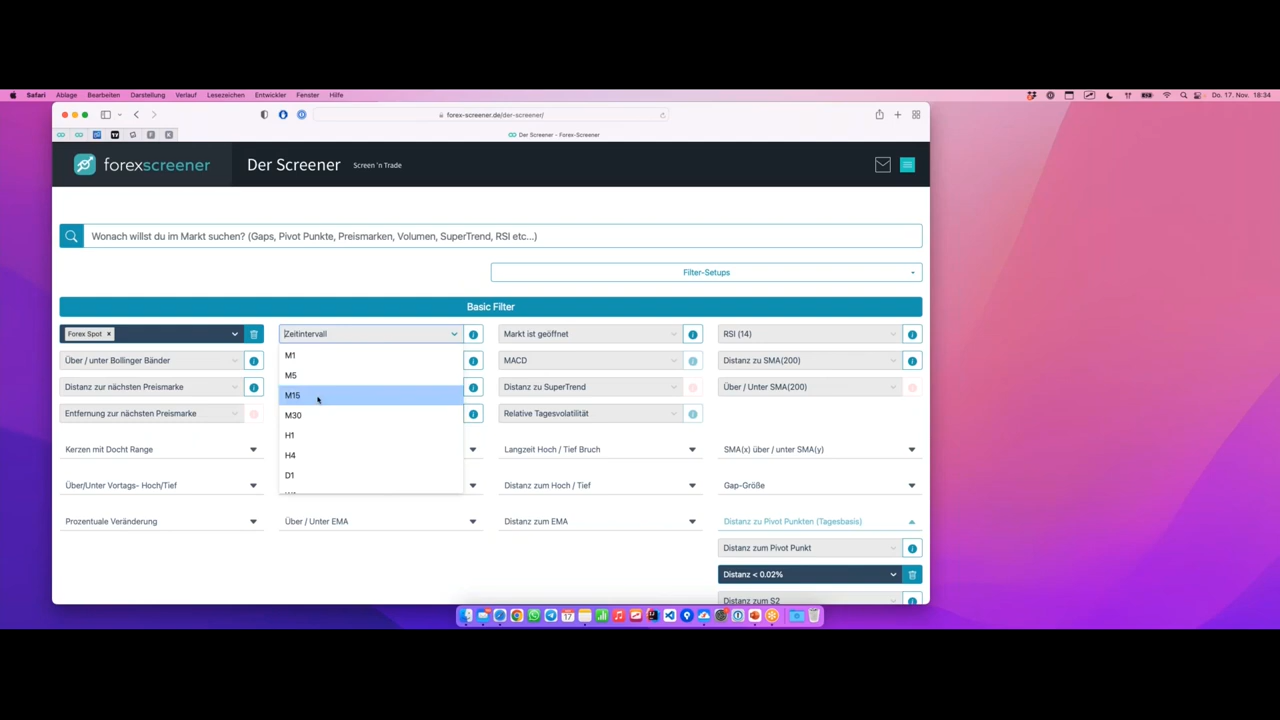 Safari Ablage Bearbeiten Darstellung Verlauf Lesezeichen Entwickler Fenster Hilfe Do. 17. Nov. 18:34
forex-screener.de/der-screener/
Der Screener - Forex-Screener
forexscreener Der Screener Screen 'n Trade
Wonach willst du im Markt suchen? (Gaps, Pivot Punkte, Preismarken, Volumen, SuperTrend, RSI etc...)
Filter-Setups
Basic Filter
Forex Spot × Zeitintervall Markt ist geöffnet RSI (14)
M1
Über / unter Bollinger Bänder MACD Distanz zu SMA(200)
M5
Distanz zur nächsten Preismarke Distanz zu SuperTrend Über / Unter SMA(200)
M15
Entfernung zur nächsten Preismarke M30 Relative Tagesvolatilität
H1
Kerzen mit Docht Range Langzeit Hoch / Tief Bruch SMA(x) über / unter SMA(y)
H4
D1
Über/Unter Vortags- Hoch/Tief Distanz zum Hoch / Tief Gap-Größe
Prozentuale Veränderung Über / Unter EMA Distanz zum EMA Distanz zu Pivot Punkten (Tagesbasis)
Distanz zum Pivot Punkt
Distanz < 0.02%
Distanz zum S2
17